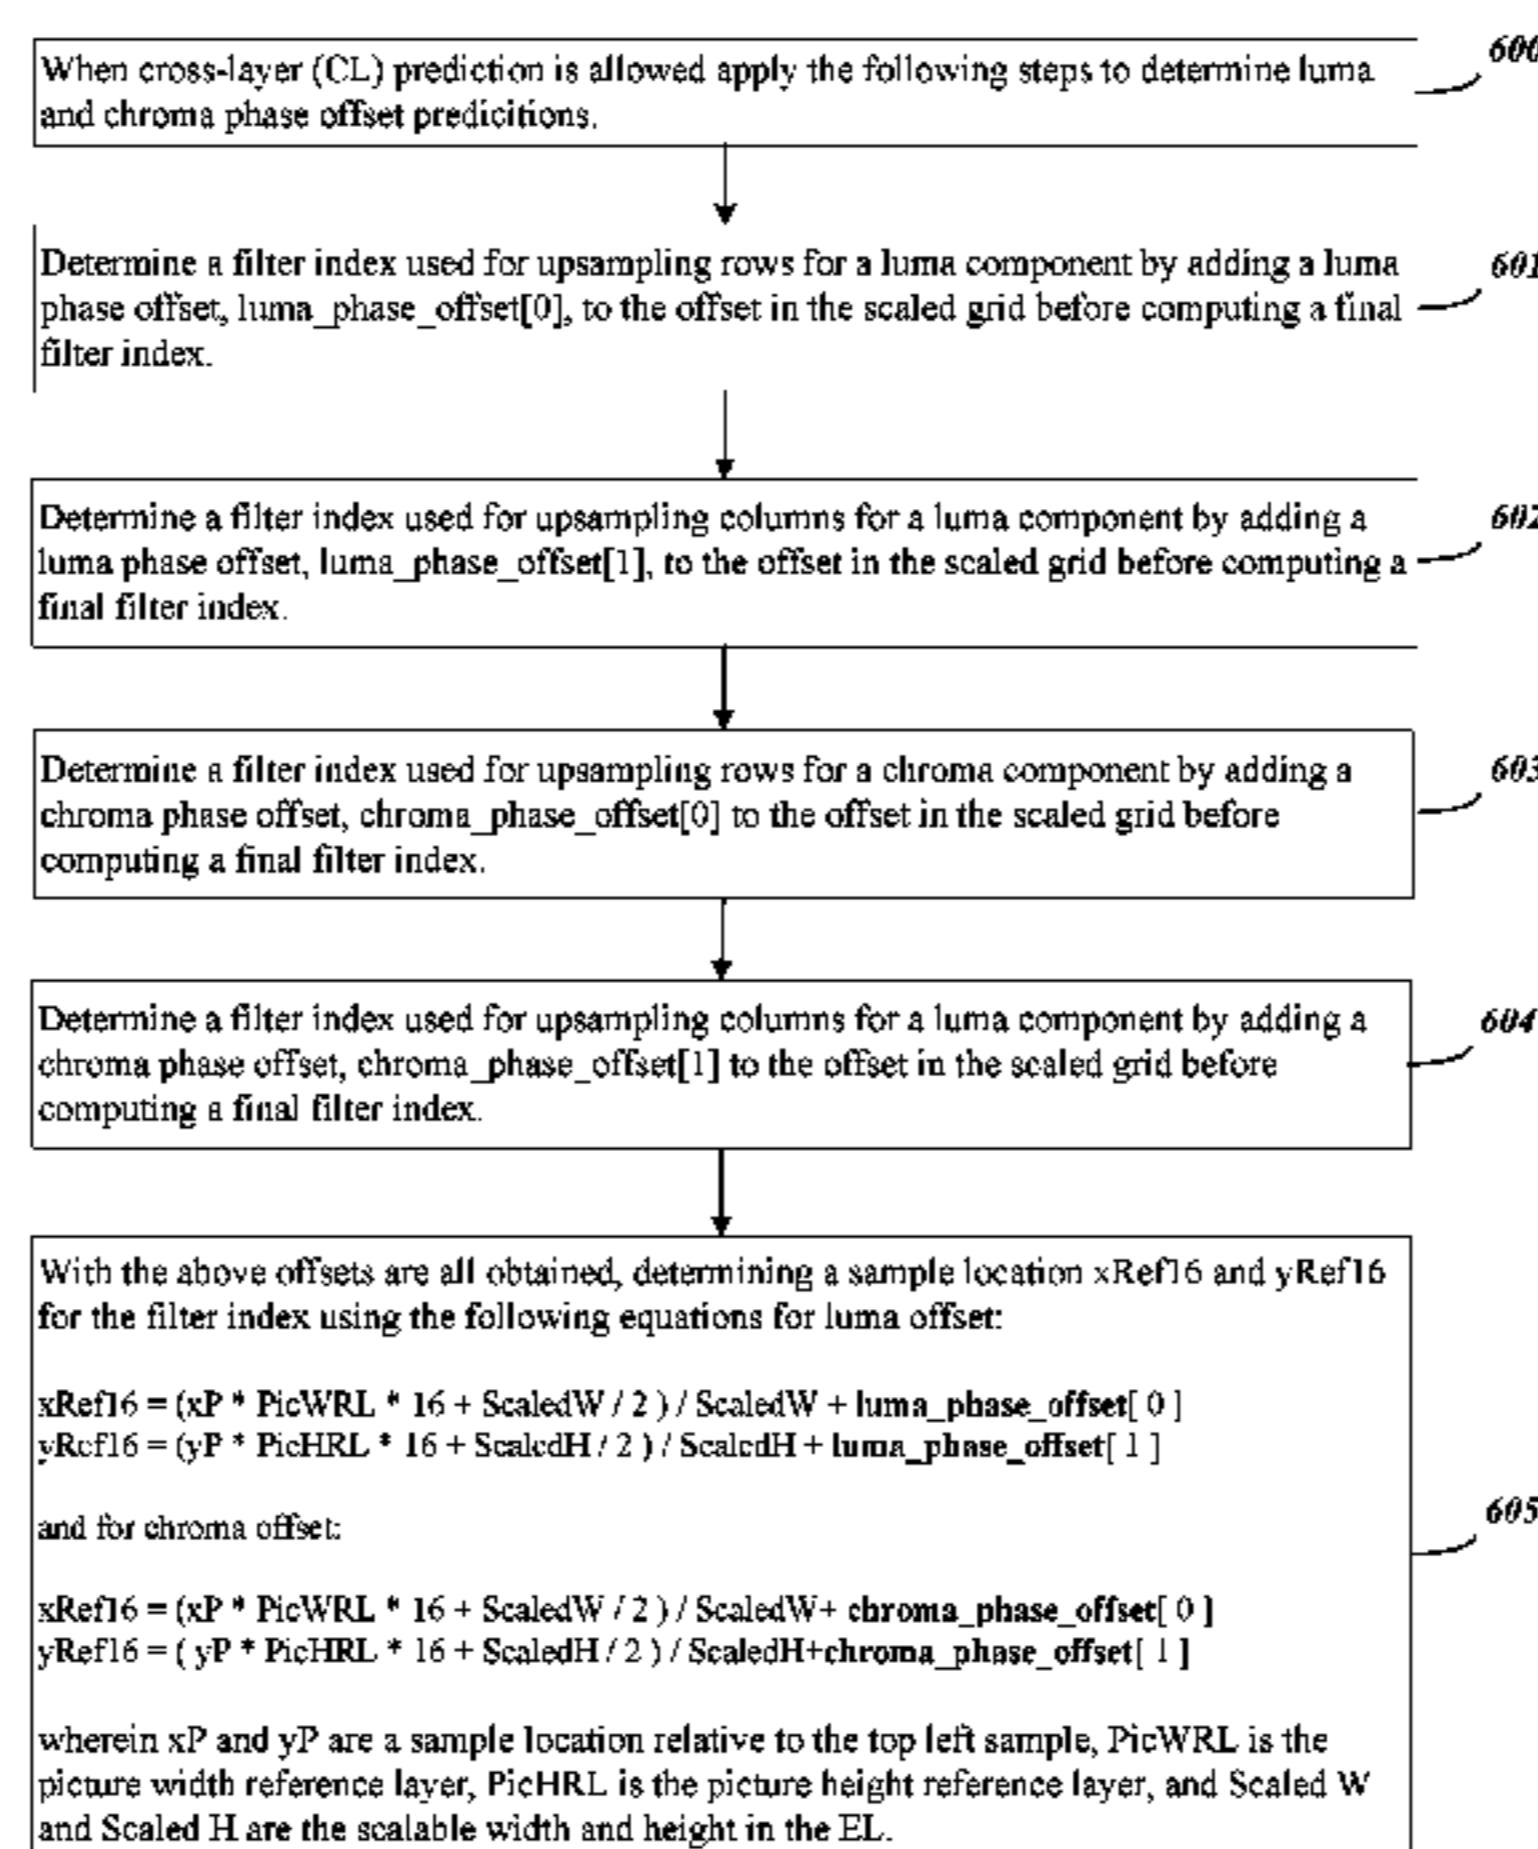 600
When cross-layer (CL) prediction is allowed apply the following steps to determine luma
and chroma phase offset predicitions.
601
Determine a filter index used for upsampling rows for a luma component by adding a luma
phase offset, luma_phase_offset[0], to the offset in the scaled grid before computing a final
filter index.
602
Determine a filter index used for upsampling columns for a luma component by adding a
luma phase offset, luma_phase_offset[1], to the offset in the scaled grid before computing a
final filter index.
603
Determine a filter index used for upsampling rows for a chroma component by adding a
chroma phase offset, chroma_phase_offset[0] to the offset in the scaled grid before
computing a final filter index.
604
Determine a filter index used for upsampling columns for a luma component by adding a
chroma phase offset, chroma_phase_offset[1] to the offset in the scaled grid before
computing a final filter index.
With the above offsets are all obtained, determining a sample location xRef16 and yRef16
for the filter index using the following equations for luma offset:
xRef16 = (xP * PicWRL * 16 + ScaledW / 2 ) / ScaledW + luma_phase_offset[ 0 ]
yRef16 = (yP * PicHRL * 16 + ScaledH / 2 ) / ScaledH + luma_phase_offset[ 1 ]
605
and for chroma offset:
xRef16 = (xP * PicWRL * 16 + ScaledW / 2 ) / ScaledW+ chroma_phase_offset[ 0 ]
yRef16 = ( yP * PicHRL * 16 + ScaledH / 2 ) / ScaledH+chroma_phase_offset[ 1 ]
wherein xP and yP are a sample location relative to the top left sample, PicWRL is the
picture width reference layer, PicHRL is the picture height reference layer, and Scaled W
and Scaled H are the scalable width and height in the EL.